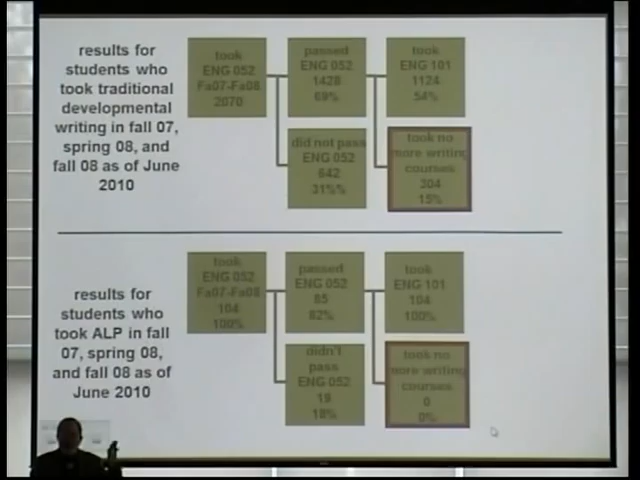 results for
students who
took traditional
developmental
writing in fall 07,
spring 08, and
fall 08 as of June
2010
took
ENG 052
Fa07-Fa08
2070
passed
ENG 052
1428
69%
took
ENG 101
1124
54%
did not pass
ENG 052
642
31%%
took no
more writing
courses
304
15%
results for
students who
took ALP in fall
07, spring 08,
and fall 08 as of
June 2010
took
ENG 052
Fa07-Fa08
104
100%
passed
ENG 052
85
82%
took
ENG 101
104
100%
didn't
pass
ENG 052
19
18%
took no
more writing
courses
0
0%